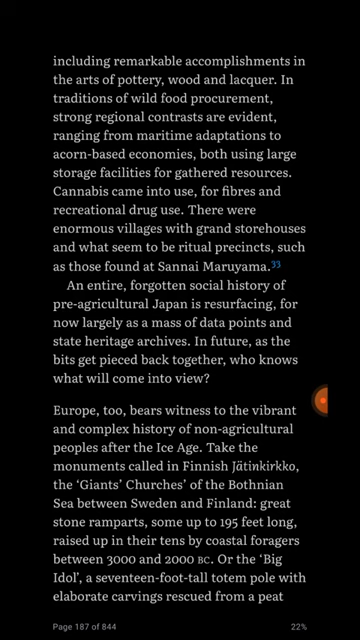 including remarkable accomplishments in
the arts of pottery, wood and lacquer. In
traditions of wild food procurement,
strong regional contrasts are evident,
ranging from maritime adaptations to
acorn-based economies, both using large
storage facilities for gathered resources.
Cannabis came into use, for fibres and
recreational drug use. There were
enormous villages with grand storehouses
and what seem to be ritual precincts, such
as those found at Sannai Maruyama.33
An entire, forgotten social history of
pre-agricultural Japan is resurfacing, for
now largely as a mass of data points and
state heritage archives. In future, as the
bits get pieced back together, who knows
what will come into view?
Europe, too, bears witness to the vibrant
and complex history of non-agricultural
peoples after the Ice Age. Take the
monuments called in Finnish Jätinkirkko,
the ‘Giants’ Churches’ of the Bothnian
Sea between Sweden and Finland: great
stone ramparts, some up to 195 feet long,
raised up in their tens by coastal foragers
between 3000 and 2000 BC. Or the ‘Big
Idol’, a seventeen-foot-tall totem pole with
elaborate carvings rescued from a peat
Page 187 of 844 22%